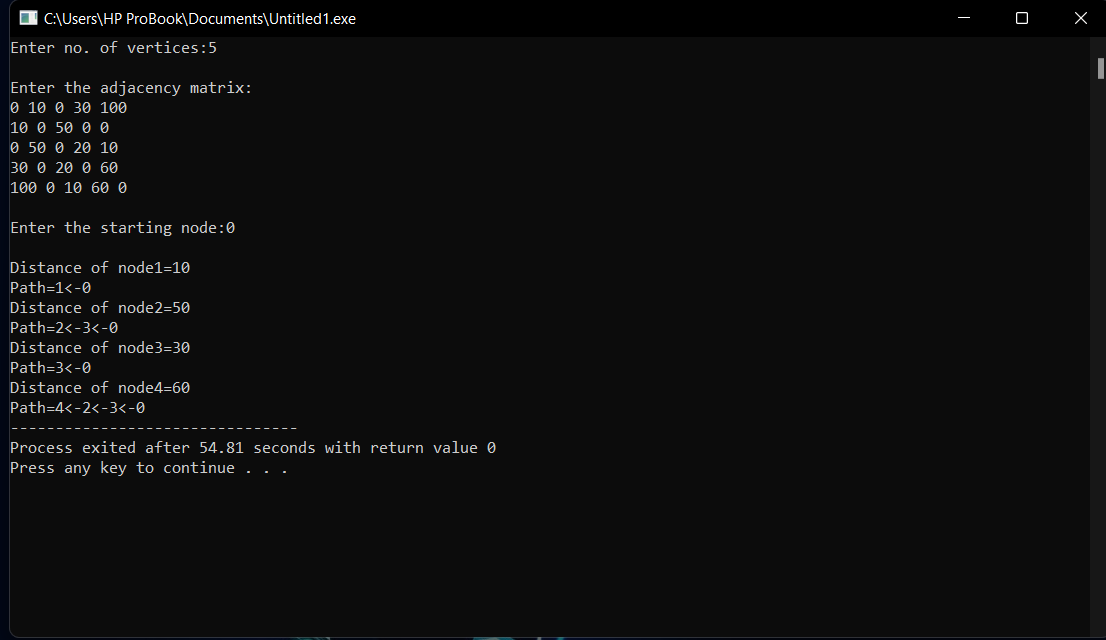 C:\Users\HP ProBook\Documents\Untitled1.exe
Enter no. of vertices:5
Enter the adjacency matrix:
0 10 0 30 100
10 0 50 0 0
0 50 0 20 10
30 0 20 0 60
100 0 10 60 0
Enter the starting node:0
Distance of node1=10
Path=1<-0
Distance of node2=50
Path=2<-3<-0
Distance of node3=30
Path=3<-0
Distance of node4=60
Path=4<-2<-3<-0
--------------------------------
Process exited after 54.81 seconds with return value 0
Press any key to continue . . .